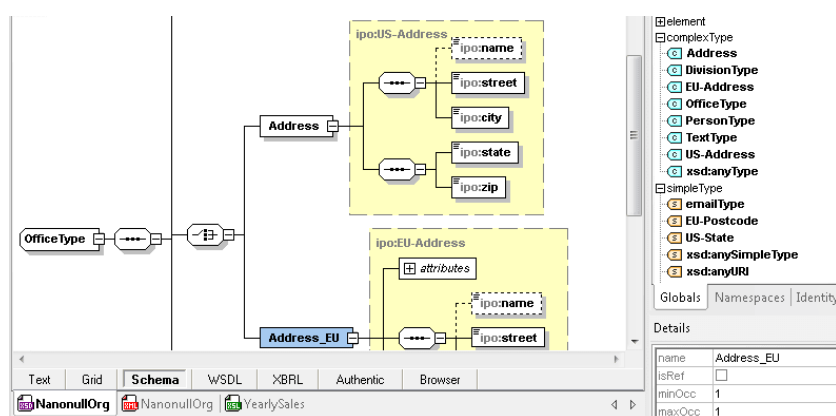 ipo:US-Address
ipo:name
ipo:street
ipo:city
Address
ipo:state
ipo:zip
OfficeType
ipo:EU-Address
attributes
ipo:name
Address_EU
ipo:street
Text Grid Schema WSDL XBRL Authentic Browser
NanonullOrg NanonullOrg YearlySales
element
complexType
Address
DivisionType
EU-Address
OfficeType
PersonType
TextType
US-Address
xsd:anyType
simpleType
emailType
EU-Postcode
US-State
xsd:anySimpleType
xsd:anyURI
Globals Namespaces Identity
Details
name Address_EU
isRef
minOcc 1
maxOcc 1